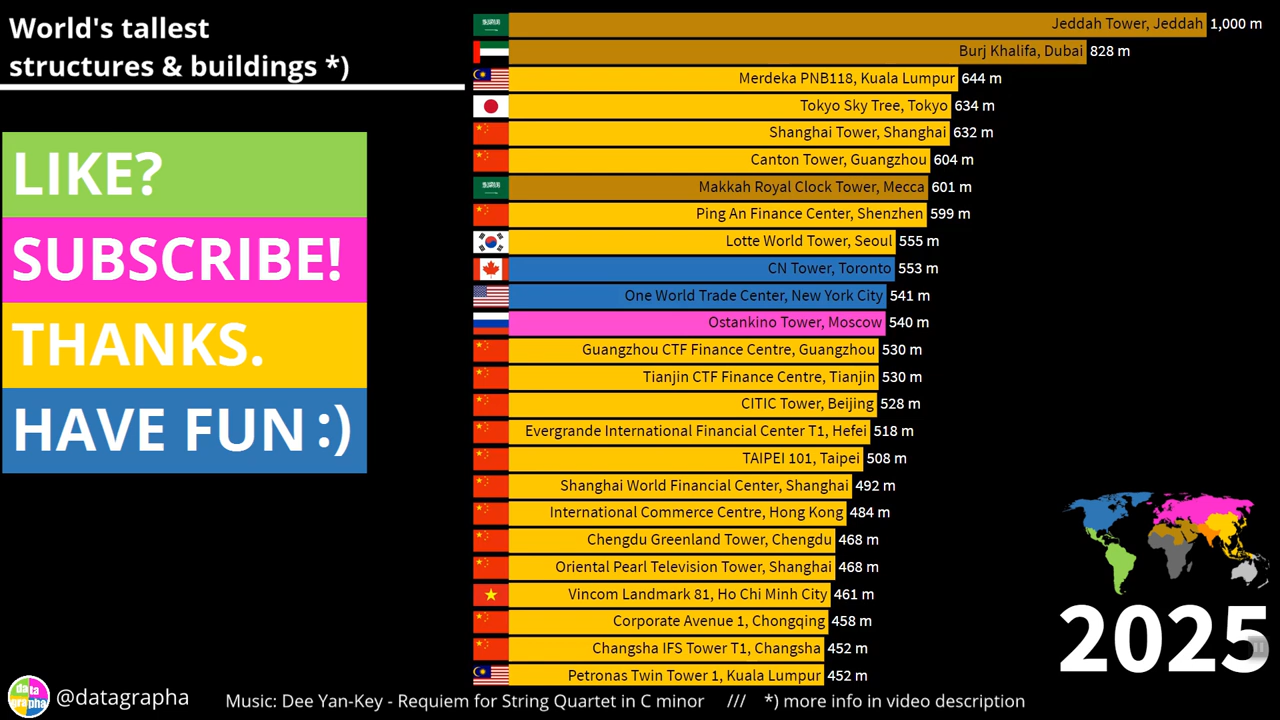 World's tallest
structures & buildings *)
LIKE?
SUBSCRIBE!
THANKS.
HAVE FUN :)
Jeddah Tower, Jeddah 1,000 m
Burj Khalifa, Dubai 828 m
Merdeka PNB118, Kuala Lumpur 644 m
Tokyo Sky Tree, Tokyo 634 m
Shanghai Tower, Shanghai 632 m
Canton Tower, Guangzhou 604 m
Makkah Royal Clock Tower, Mecca 601 m
Ping An Finance Center, Shenzhen 599 m
Lotte World Tower, Seoul 555 m
CN Tower, Toronto 553 m
One World Trade Center, New York City 541 m
Ostankino Tower, Moscow 540 m
Guangzhou CTF Finance Centre, Guangzhou 530 m
Tianjin CTF Finance Centre, Tianjin 530 m
CITIC Tower, Beijing 528 m
Evergrande International Financial Center T1, Hefei 518 m
TAIPEI 101, Taipei 508 m
Shanghai World Financial Center, Shanghai 492 m
International Commerce Centre, Hong Kong 484 m
Chengdu Greenland Tower, Chengdu 468 m
Oriental Pearl Television Tower, Shanghai 468 m
Vincom Landmark 81, Ho Chi Minh City 461 m
Corporate Avenue 1, Chongqing 458 m
Changsha IFS Tower T1, Changsha 452 m
Petronas Twin Tower 1, Kuala Lumpur 452 m
2025
data
grapha
@datagrapha
Music: Dee Yan-Key - Requiem for String Quartet in C minor /// *) more info in video description